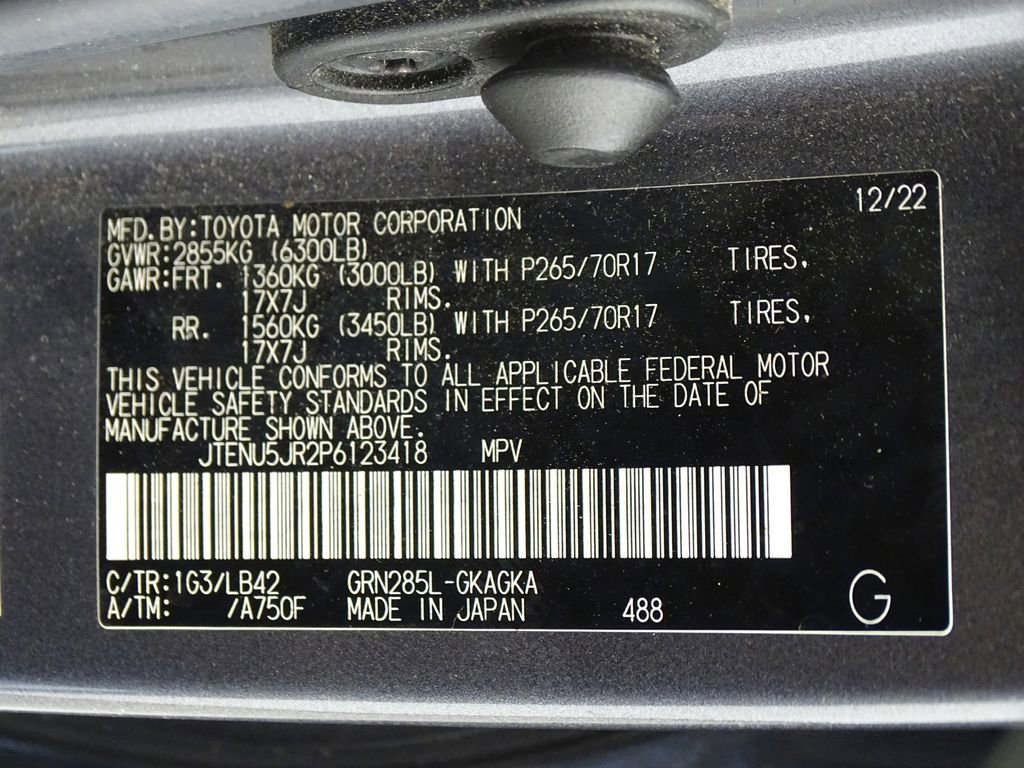 12/22
MFD.BY:TOYOTA MOTOR CORPORATION
GVWR:2855KG (6300LB)
GAWR:FRT. 1360KG (3000LB) WITH P265/70R17 TIRES,
17X7J RIMS.
RR. 1560KG (3450LB) WITH P265/70R17 TIRES,
17X7J RIMS.
THIS VEHICLE CONFORMS TO ALL APPLICABLE FEDERAL MOTOR
VEHICLE SAFETY STANDARDS IN EFFECT ON THE DATE OF
MANUFACTURE SHOWN ABOVE.
JTENU5JR2P6123418 MPV
C/TR:1G3/LB42 GRN285L-GKAGKA
A/TM: /A750F MADE IN JAPAN 488 G